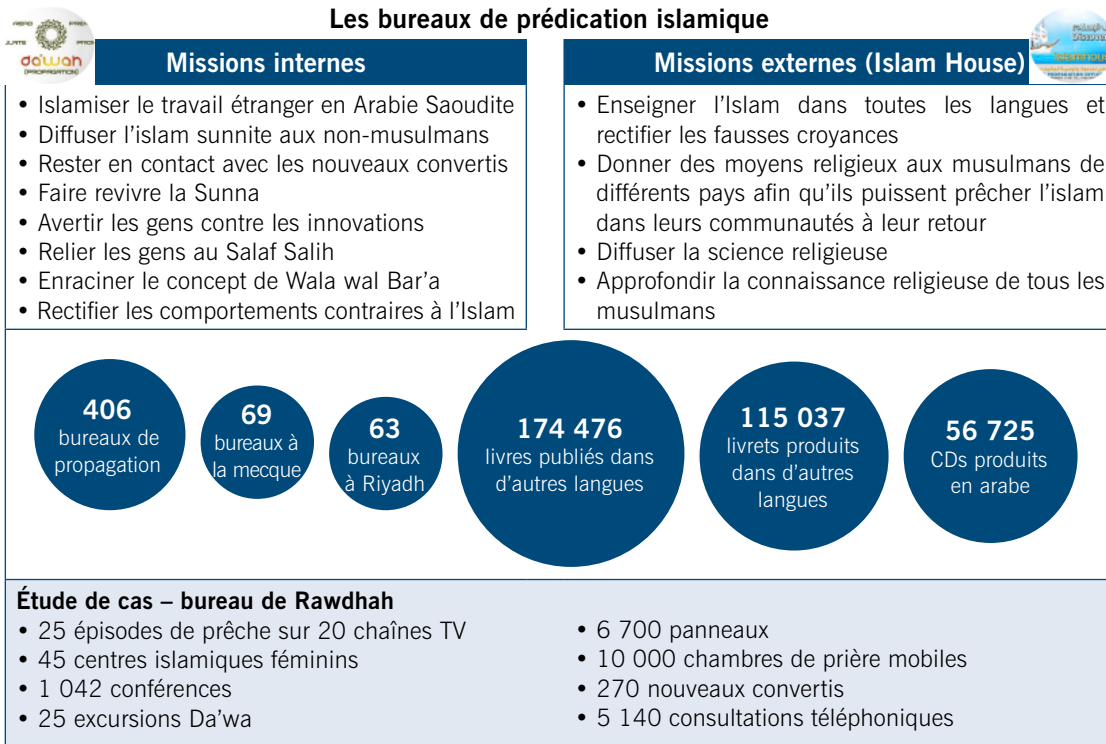 Les bureaux de prédication islamique
da'wah
(PROPAGATION)
Missions internes
• Islamiser le travail étranger en Arabie Saoudite
• Diffuser l'islam sunnite aux non-musulmans
• Rester en contact avec les nouveaux convertis
• Faire revivre la Sunna
• Avertir les gens contre les innovations
• Relier les gens au Salaf Salih
• Enraciner le concept de Wala wal Bar'a
• Rectifier les comportements contraires à l'Islam
Missions externes (Islam House)
• Enseigner l'Islam dans toutes les langues et
rectifier les fausses croyances
• Donner des moyens religieux aux musulmans de
différents pays afin qu'ils puissent prêcher l'islam
dans leurs communautés à leur retour
• Diffuser la science religieuse
• Approfondir la connaissance religieuse de tous les
musulmans
406
bureaux de
propagation
69
bureaux à
la mecque
63
bureaux
à Riyadh
174 476
livres publiés dans
d'autres langues
115 037
livrets produits
dans d'autres
langues
56 725
CDs produits
en arabe
Étude de cas – bureau de Rawdhah
• 25 épisodes de prêche sur 20 chaînes TV
• 45 centres islamiques féminins
• 1 042 conférences
• 25 excursions Da'wa
• 6 700 panneaux
• 10 000 chambres de prière mobiles
• 270 nouveaux convertis
• 5 140 consultations téléphoniques